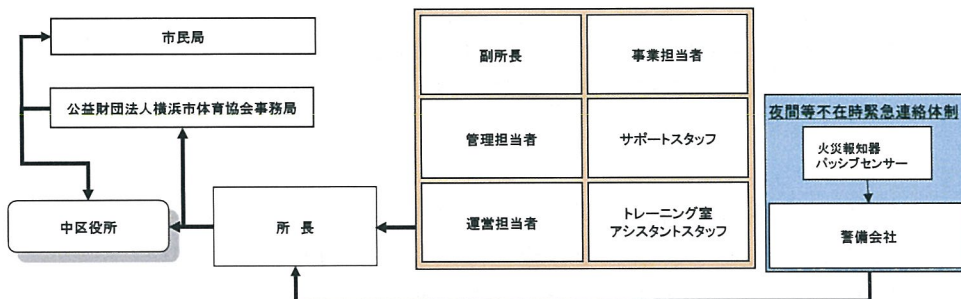 市民局
公益財団法人横浜市体育協会事務局
中区役所
所 長
副所長
事業担当者
管理担当者
サポートスタッフ
運営担当者
トレーニング室
アシスタントスタッフ
夜間等不在時緊急連絡体制
火災報知器
パッシブセンサー
警備会社